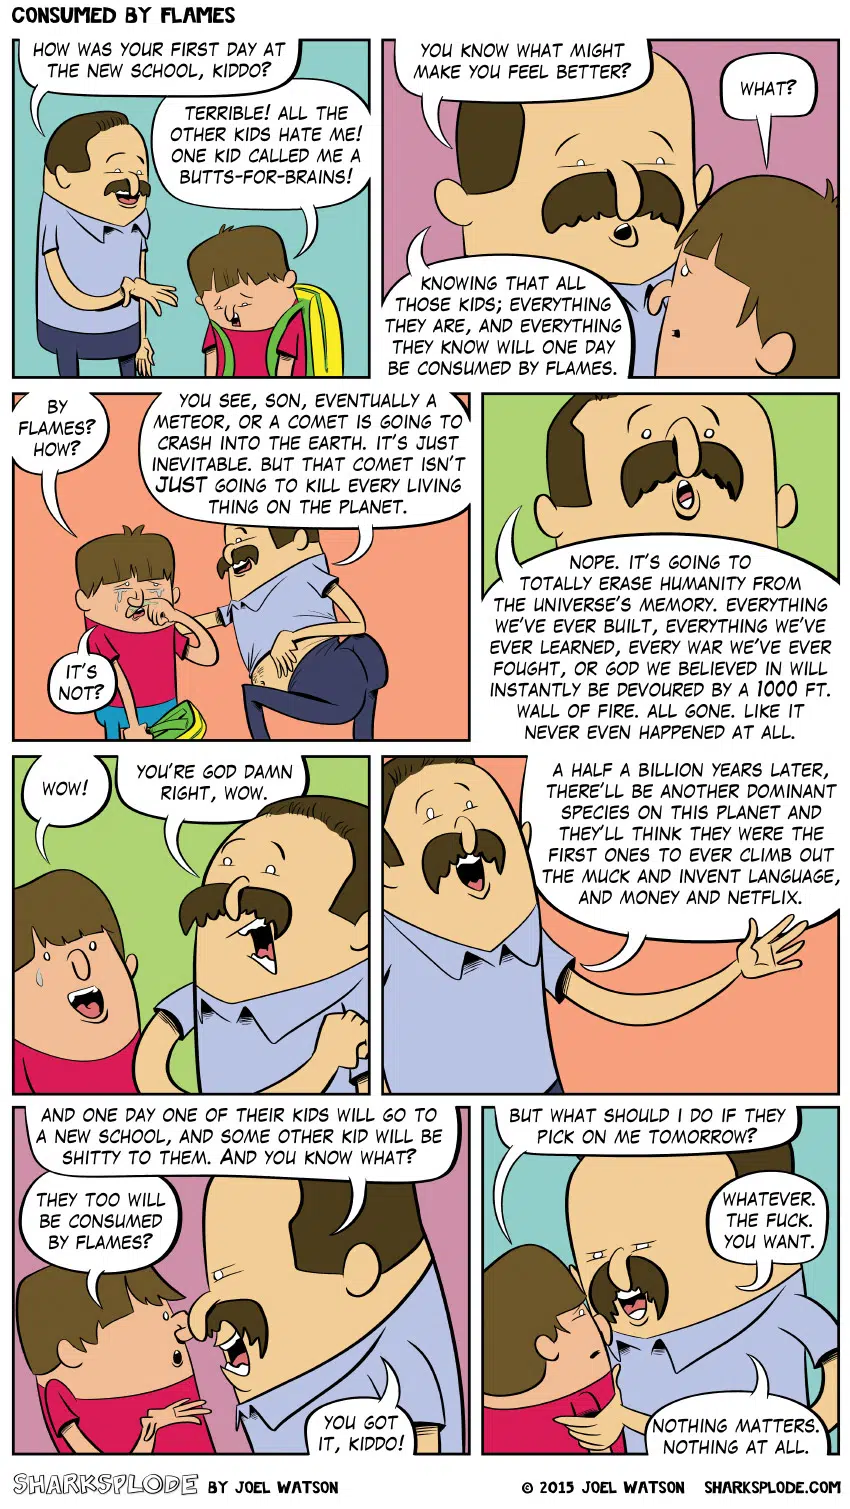 CONSUMED BY FLAMES
HOW WAS YOUR FIRST DAY AT
THE NEW SCHOOL, KIDDO?
TERRIBLE! ALL THE
OTHER KIDS HATE ME!
ONE KID CALLED ME A
BUTTS-FOR-BRAINS!
YOU KNOW WHAT MIGHT
MAKE YOU FEEL BETTER?
WHAT?
KNOWING THAT ALL
THOSE KIDS; EVERYTHING
THEY ARE, AND EVERYTHING
THEY KNOW WILL ONE DAY
BE CONSUMED BY FLAMES.
BY
FLAMES?
HOW?
YOU SEE, SON, EVENTUALLY A
METEOR, OR A COMET IS GOING TO
CRASH INTO THE EARTH. IT'S JUST
INEVITABLE. BUT THAT COMET ISN'T
JUST GOING TO KILL EVERY LIVING
THING ON THE PLANET.
IT'S
NOT?
NOPE. IT'S GOING TO
TOTALLY ERASE HUMANITY FROM
THE UNIVERSE'S MEMORY. EVERYTHING
WE'VE EVER BUILT, EVERYTHING WE'VE
EVER LEARNED, EVERY WAR WE'VE EVER
FOUGHT, OR GOD WE BELIEVED IN WILL
INSTANTLY BE DEVOURED BY A 1000 FT.
WALL OF FIRE. ALL GONE. LIKE IT
NEVER EVEN HAPPENED AT ALL.
WOW!
YOU'RE GOD DAMN
RIGHT, WOW.
A HALF A BILLION YEARS LATER,
THERE'LL BE ANOTHER DOMINANT
SPECIES ON THIS PLANET AND
THEY'LL THINK THEY WERE THE
FIRST ONES TO EVER CLIMB OUT
THE MUCK AND INVENT LANGUAGE,
AND MONEY AND NETFLIX.
AND ONE DAY ONE OF THEIR KIDS WILL GO TO
A NEW SCHOOL, AND SOME OTHER KID WILL BE
SHITTY TO THEM. AND YOU KNOW WHAT?
THEY TOO WILL
BE CONSUMED
BY FLAMES?
YOU GOT
IT, KIDDO!
BUT WHAT SHOULD I DO IF THEY
PICK ON ME TOMORROW?
WHATEVER.
THE FUCK.
YOU WANT.
NOTHING MATTERS.
NOTHING AT ALL.
SHARKSPLODE BY JOEL WATSON
© 2015 JOEL WATSON SHARKSPLODE.COM